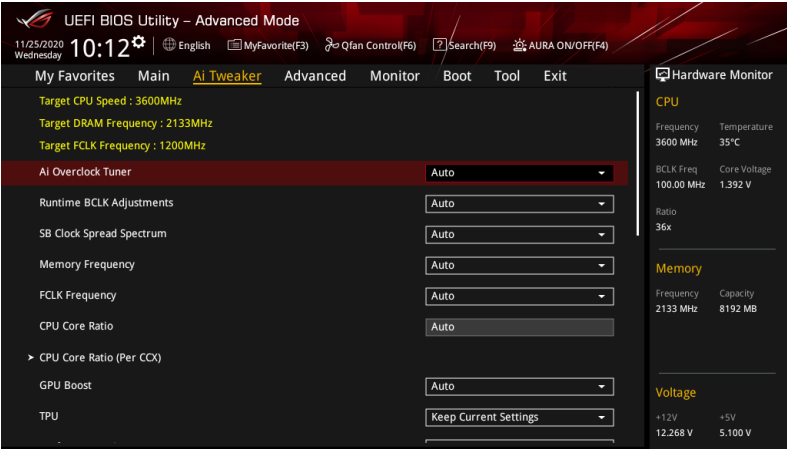 UEFI BIOS Utility – Advanced Mode
11/25/2020 Wednesday 10:12 English MyFavorite(F3) Qfan Control(F6) ? Search(F9) AURA ON/OFF(F4)
My Favorites Main Ai Tweaker Advanced Monitor Boot Tool Exit
Hardware Monitor
Target CPU Speed : 3600MHz
Target DRAM Frequency : 2133MHz
Target FCLK Frequency : 1200MHz
Ai Overclock Tuner Auto
Runtime BCLK Adjustments Auto
SB Clock Spread Spectrum Auto
Memory Frequency Auto
FCLK Frequency Auto
CPU Core Ratio Auto
> CPU Core Ratio (Per CCX)
GPU Boost Auto
TPU Keep Current Settings
CPU
Frequency Temperature
3600 MHz 35°C
BCLK Freq Core Voltage
100.00 MHz 1.392 V
Ratio
36x
Memory
Frequency Capacity
2133 MHz 8192 MB
Voltage
+12V +5V
12.268 V 5.100 V